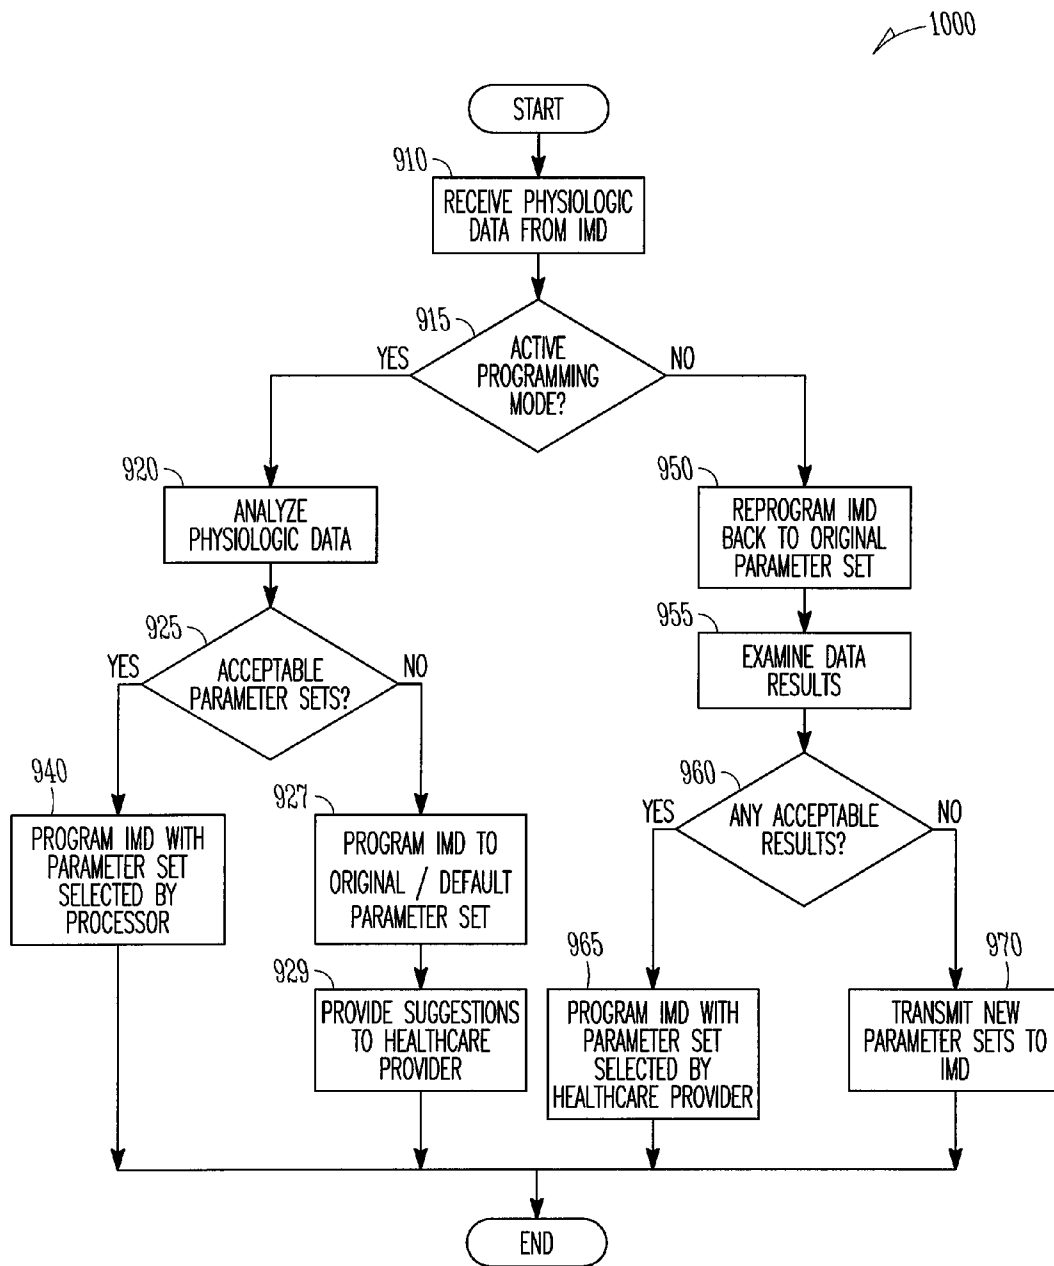 1000
START
910
RECEIVE PHYSIOLOGIC
DATA FROM IMD
915
YES
NO
ACTIVE
PROGRAMMING
MODE?
920
ANALYZE
PHYSIOLOGIC DATA
950
REPROGRAM IMD
BACK TO ORIGINAL
PARAMETER SET
925
YES
NO
ACCEPTABLE
PARAMETER SETS?
955
EXAMINE DATA
RESULTS
940
PROGRAM IMD WITH
PARAMETER SET
SELECTED BY
PROCESSOR
927
PROGRAM IMD TO
ORIGINAL / DEFAULT
PARAMETER SET
960
YES
NO
ANY ACCEPTABLE
RESULTS?
929
PROVIDE SUGGESTIONS
TO HEALTHCARE
PROVIDER
965
PROGRAM IMD WITH
PARAMETER SET
SELECTED BY
HEALTHCARE PROVIDER
970
TRANSMIT NEW
PARAMETER SETS TO
IMD
END